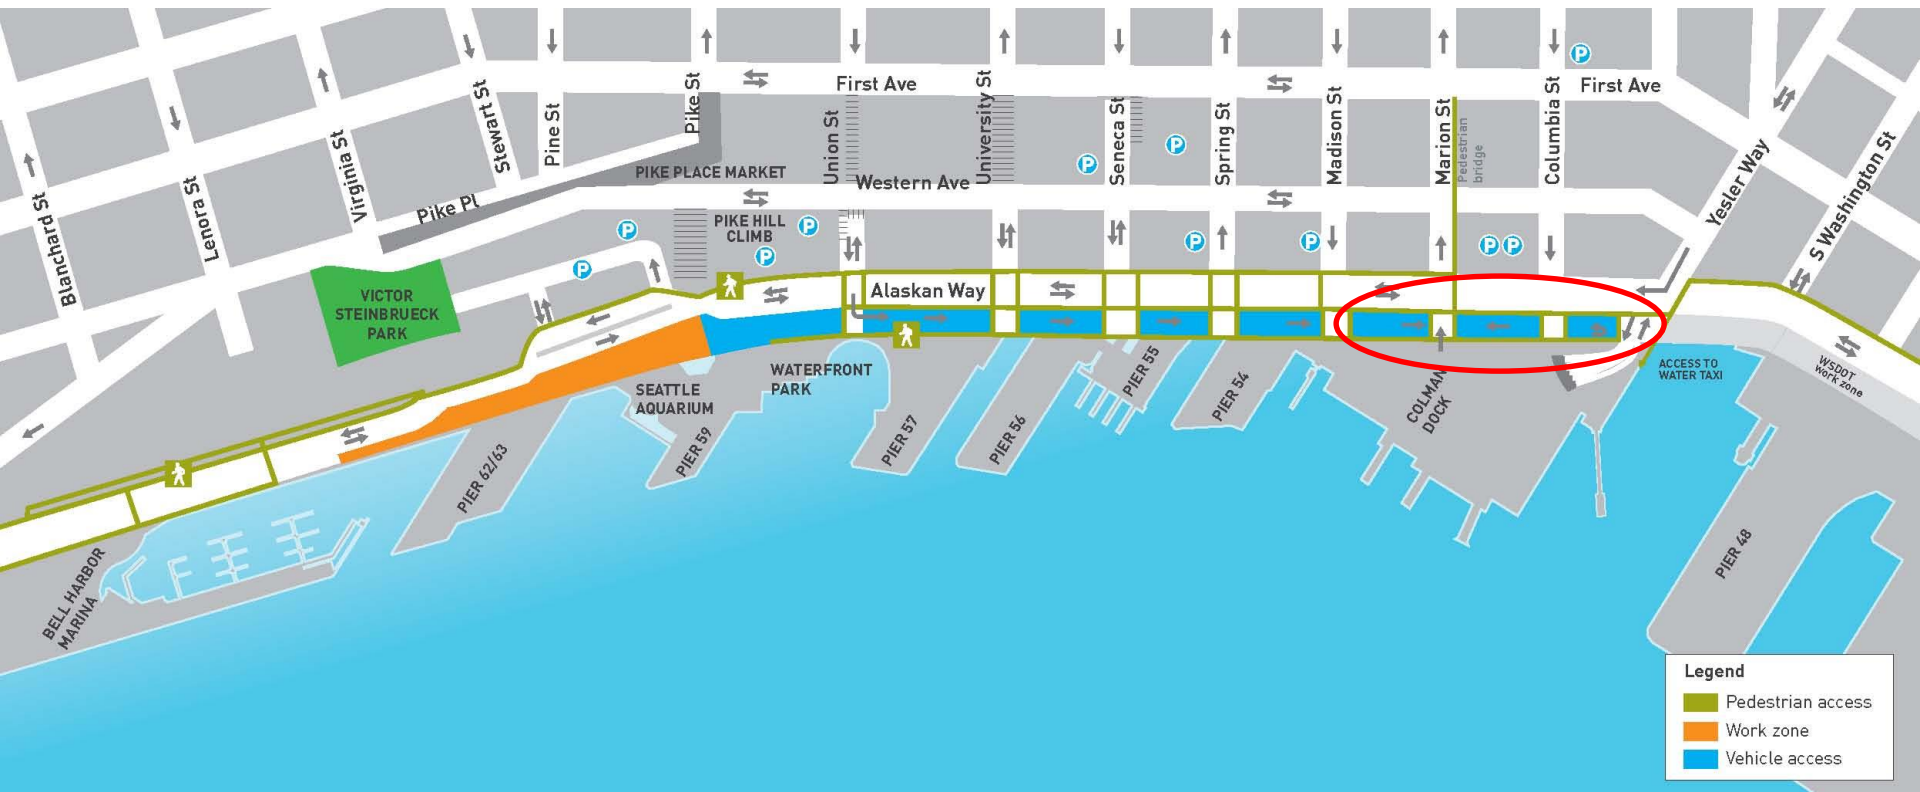 First Ave
First Ave
Pike St
University St
Stewart St
Pine St
Union St
Seneca St
Spring St
Madison St
Marion St
Columbia St
Pedestrian
bridge
Yesler Way
S Washington St
Virginia St
Lenora St
Blanchard St
PIKE PLACE MARKET
Western Ave
Pike Pl
PIKE HILL
CLIMB
P
P
P
P
P
P
P
P
P
P
P
VICTOR
STEINBRUECK
PARK
Alaskan Way
WATERFRONT
PARK
SEATTLE
AQUARIUM
PIER 62/63
PIER 59
PIER 57
PIER 56
PIER 55
PIER 54
COLMAN
DOCK
ACCESS TO
WATER TAXI
WSDOT
work zone
PIER 48
BELL HARBOR
MARINA
Legend
Pedestrian access
Work zone
Vehicle access